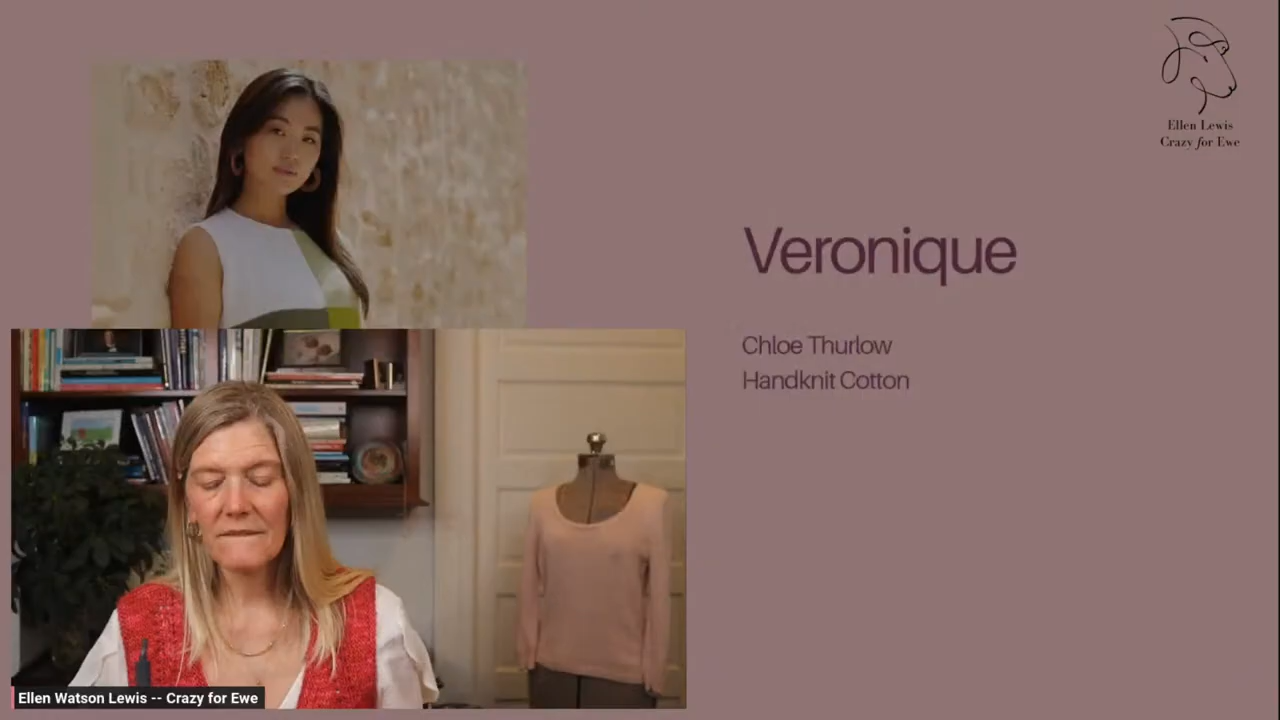 Ellen Lewis
Crazy for Ewe
Veronique
Chloe Thurlow
Handknit Cotton
Ellen Watson Lewis -- Crazy for Ewe